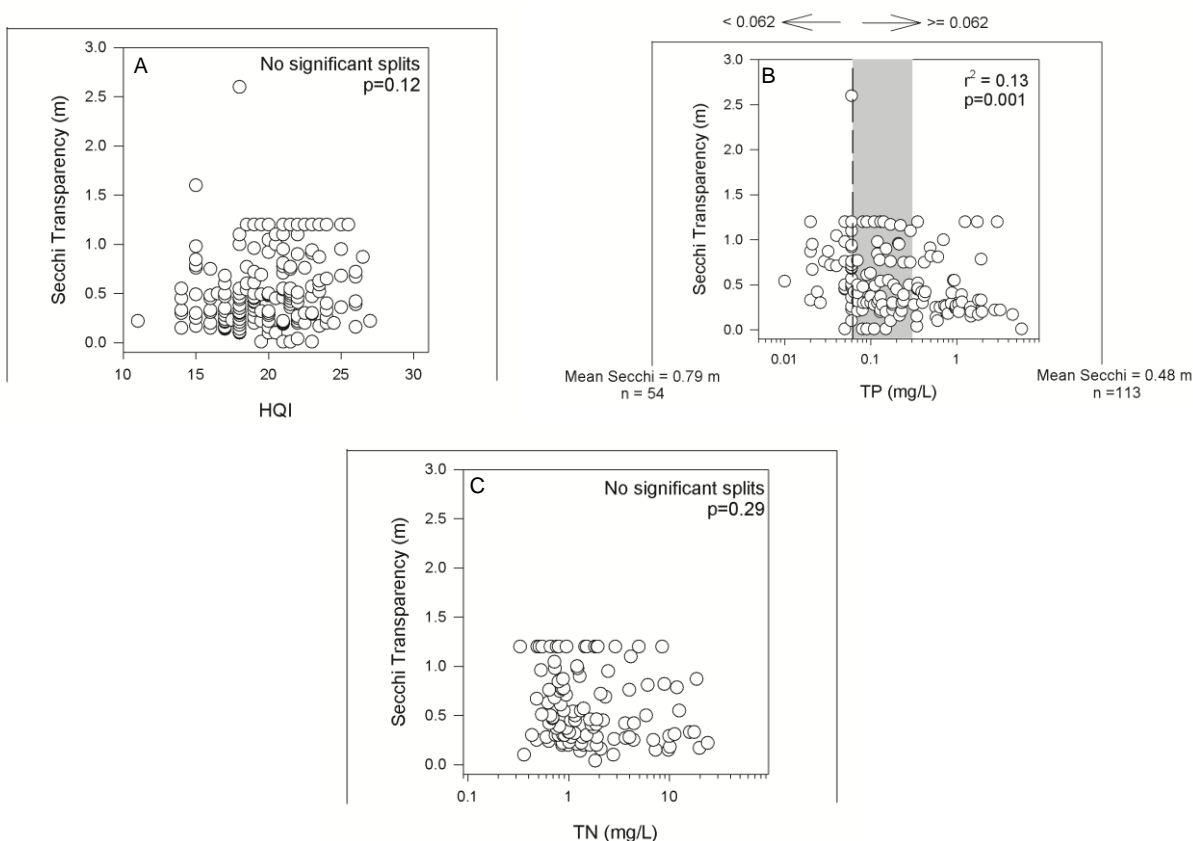 A
No significant splits
p=0.12
3.0
2.5
2.0
1.5
1.0
0.5
0.0
Secchi Transparency (m)
10 15 20 25 30
HQI
< 0.062 >= 0.062
B
r² = 0.13
p=0.001
3.0
2.5
2.0
1.5
1.0
0.5
0.0
Secchi Transparency (m)
0.01 0.1 1
TP (mg/L)
Mean Secchi = 0.79 m
n = 54
Mean Secchi = 0.48 m
n =113
C
No significant splits
p=0.29
3.0
2.5
2.0
1.5
1.0
0.5
0.0
Secchi Transparency (m)
0.1 1 10
TN (mg/L)